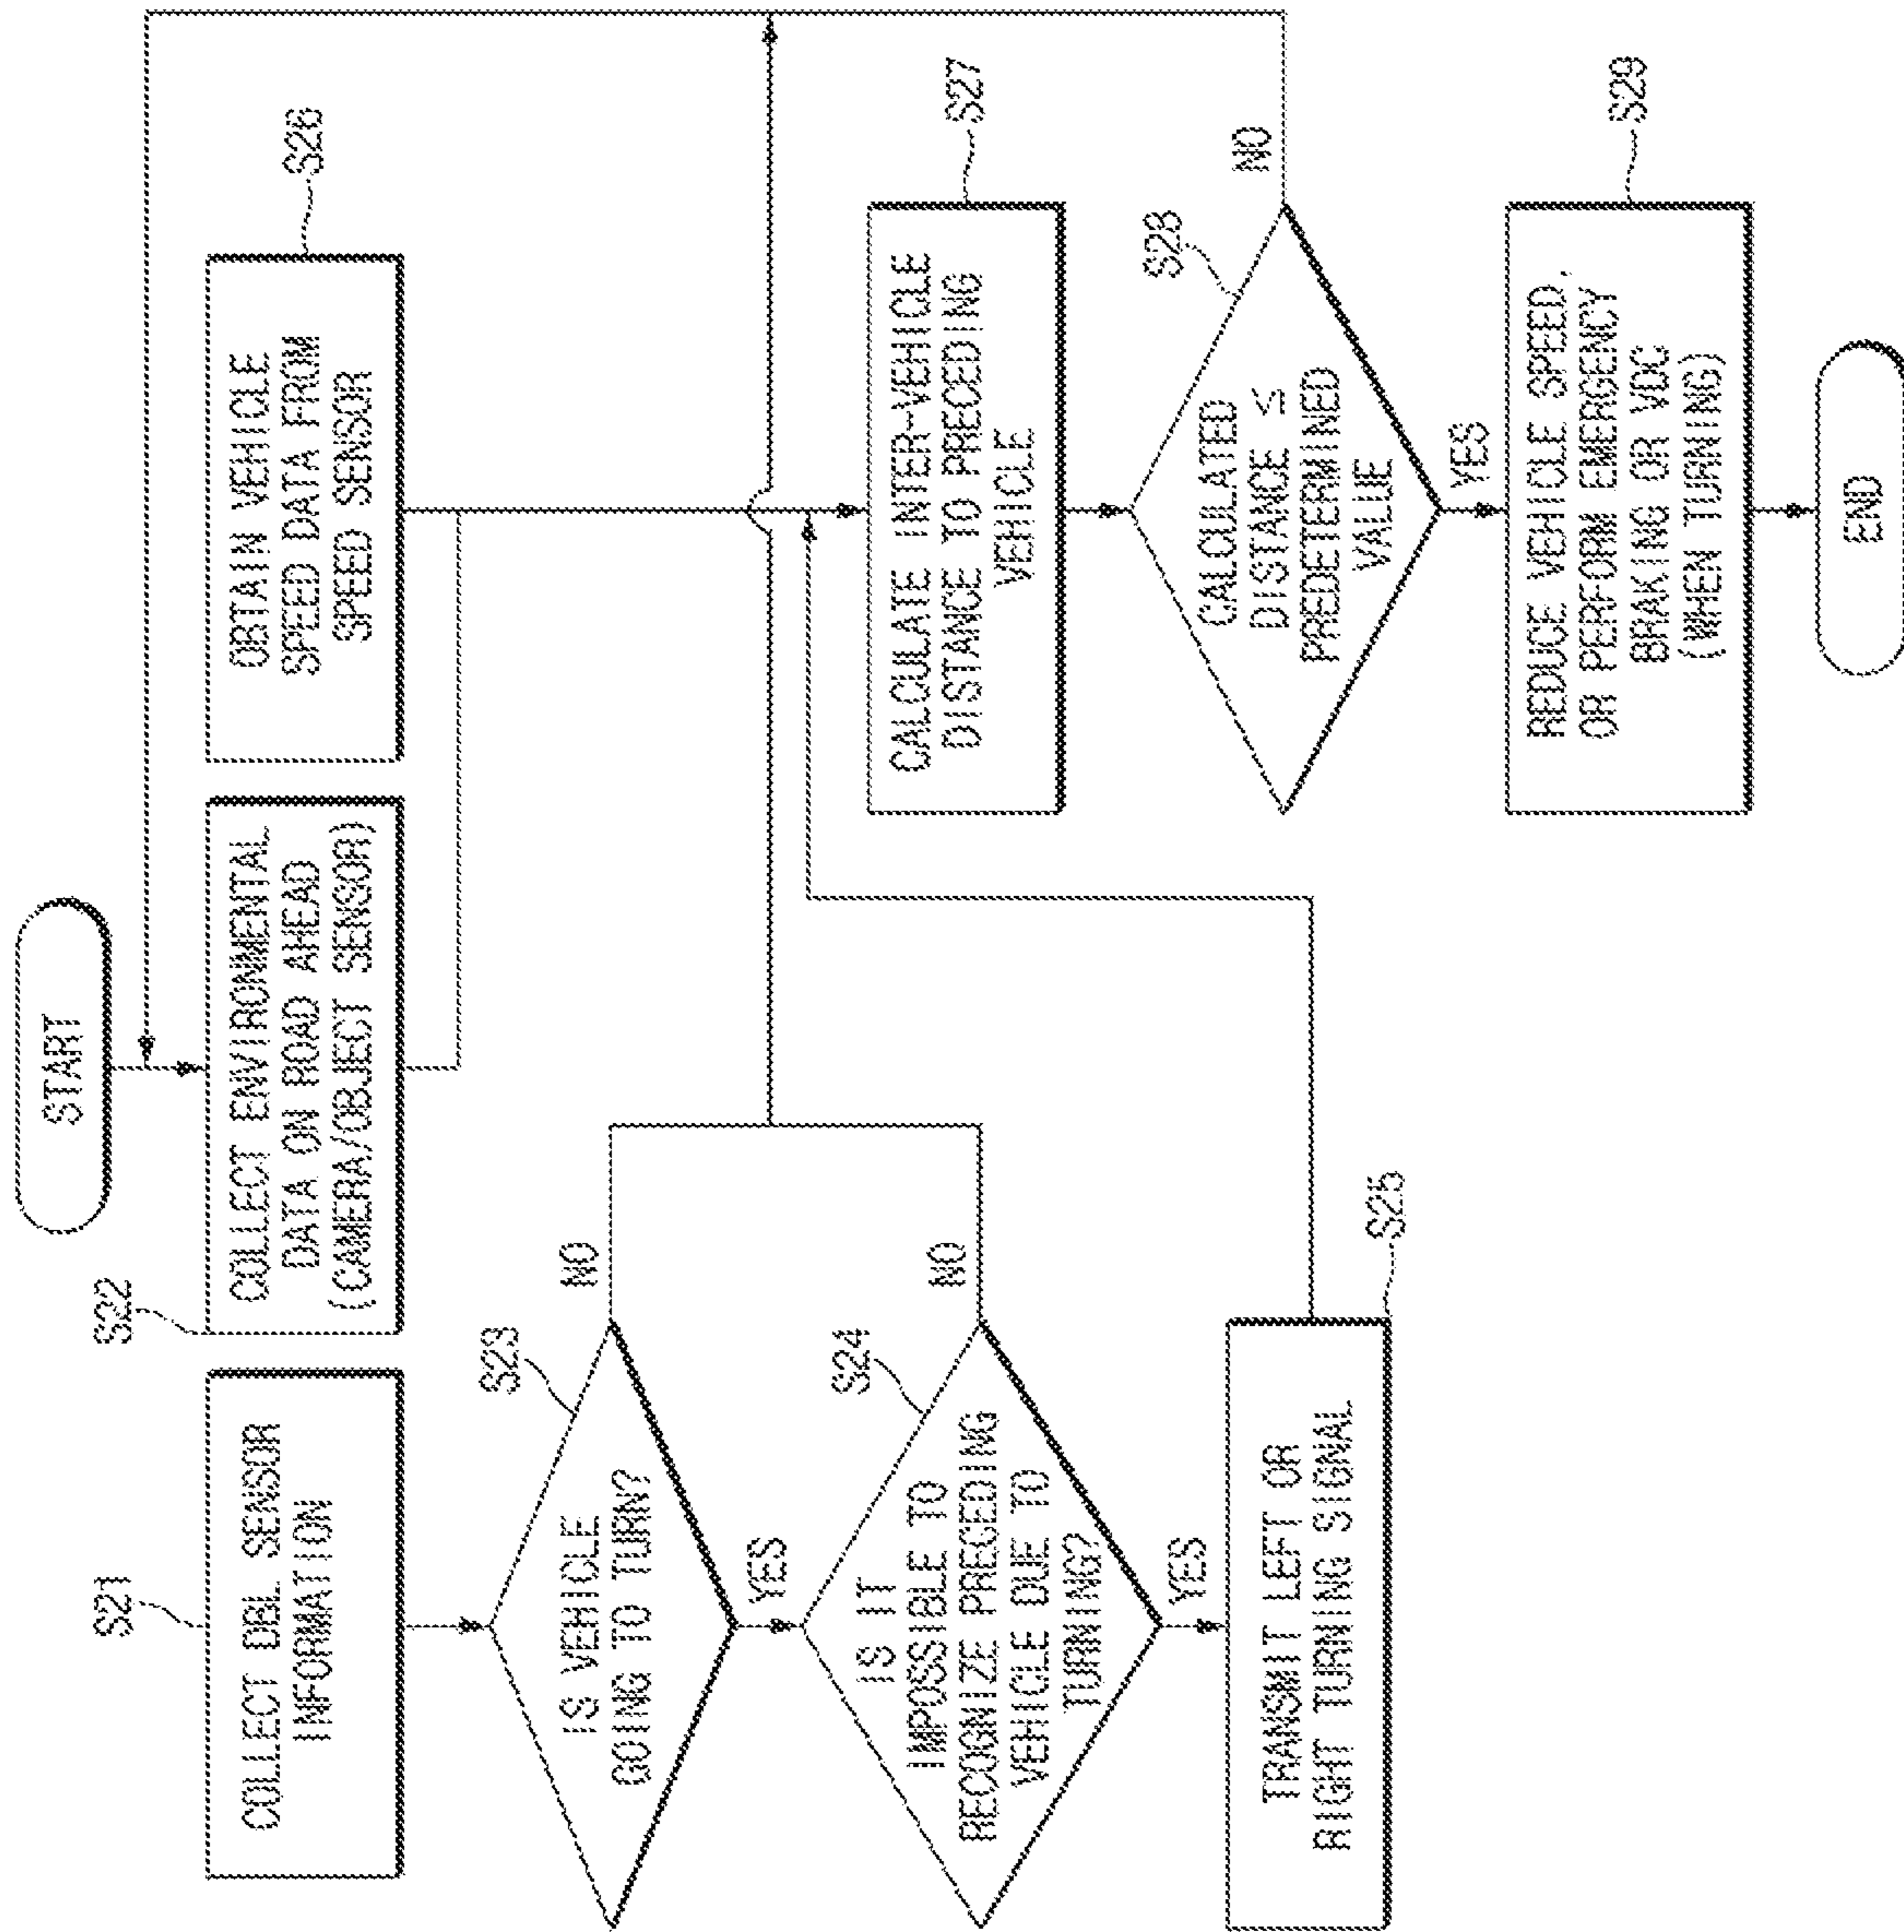 START
S21
COLLECT DBL SENSOR
INFORMATION
S22
COLLECT ENVIRONMENTAL
DATA ON ROAD AHEAD
(CAMERA/OBJECT SENSOR)
S26
OBTAIN VEHICLE
SPEED DATA FROM
SPEED SENSOR
S23
IS VEHICLE
GOING TO TURN?
NO
YES
S24
IS IT
IMPOSSIBLE TO
RECOGNIZE PRECEDING
VEHICLE DUE TO
TURNING?
NO
YES
TRANSMIT LEFT OR
RIGHT TURNING SIGNAL
S25
S27
CALCULATE INTER-VEHICLE
DISTANCE TO PRECEDING
VEHICLE
S28
CALCULATED
DISTANCE ≤
PREDETERMINED
VALUE
NO
YES
S29
REDUCE VEHICLE SPEED,
OR PERFORM EMERGENCY
BRAKING OR VDC
(WHEN TURNING)
END